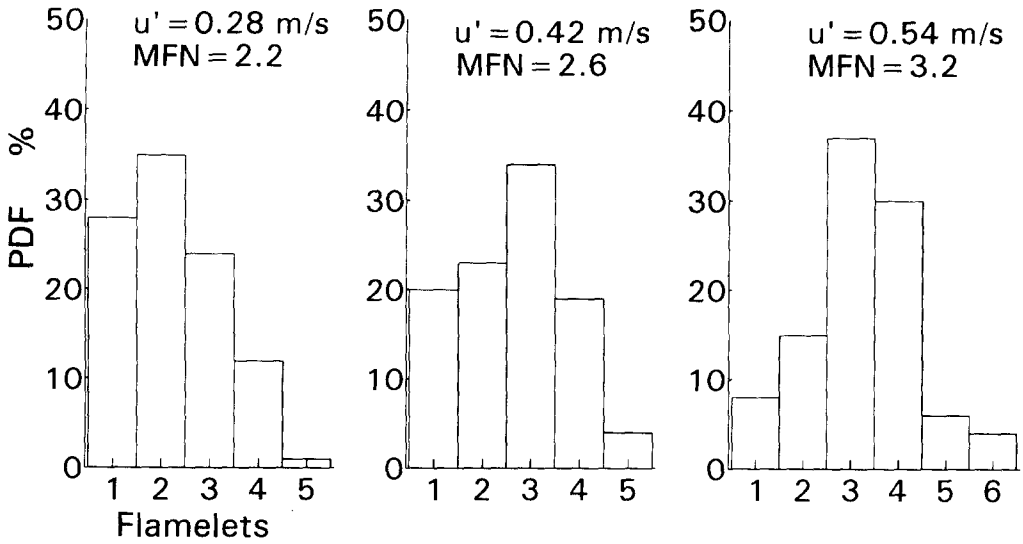 u' = 0.28 m/s
MFN = 2.2
50
40
30
20
10
0
PDF %
1 2 3 4 5
Flamelets
u' = 0.42 m/s
MFN = 2.6
50
40
30
20
10
0
1 2 3 4 5
u' = 0.54 m/s
MFN = 3.2
50
40
30
20
10
0
1 2 3 4 5 6